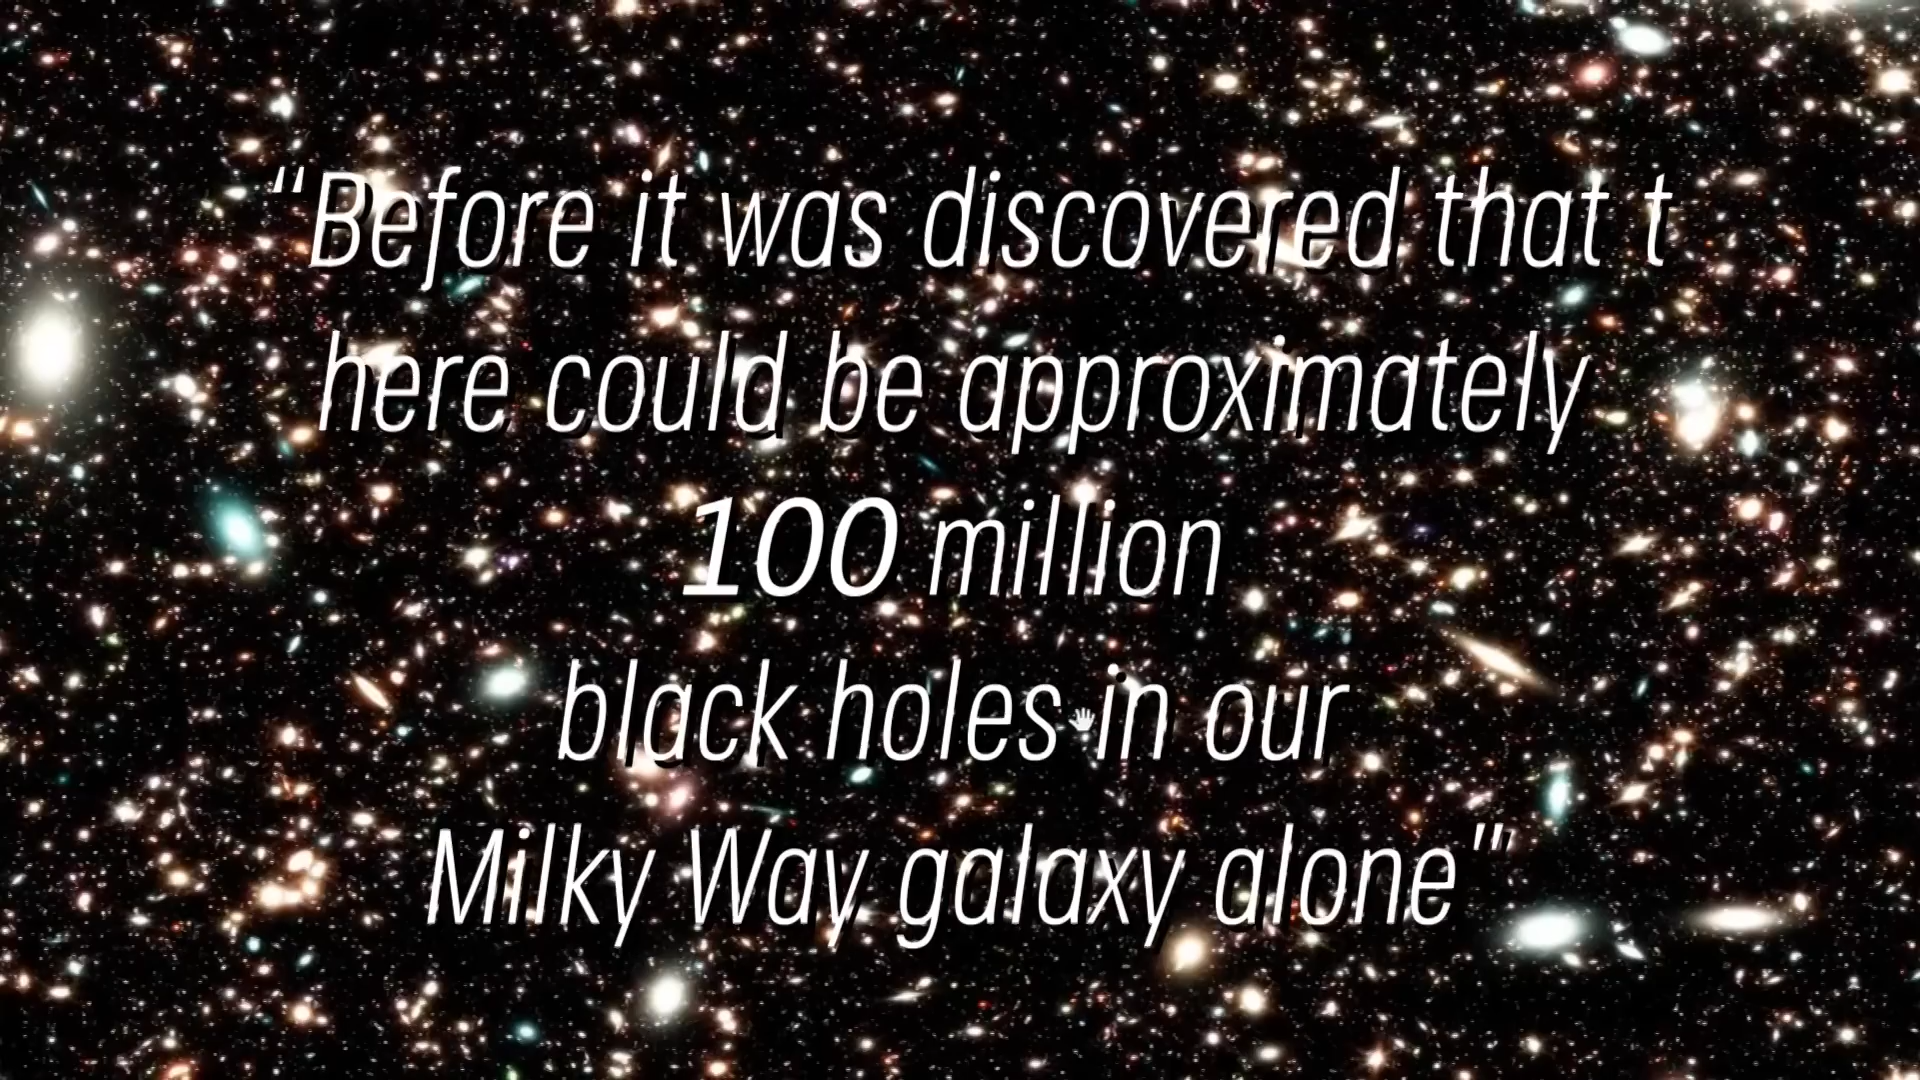 “Before it was discovered that t
here could be approximately
100 million
black holes in our
Milky Way galaxy alone”